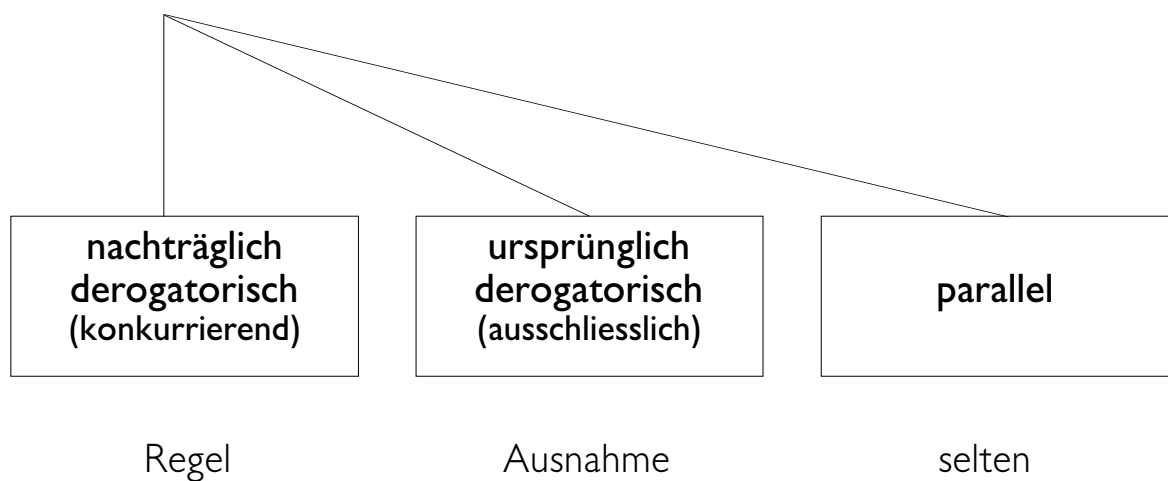 nachträglich
derogatorisch
(konkurrierend)
ursprünglich
derogatorisch
(ausschliesslich)
parallel
Regel
Ausnahme
selten